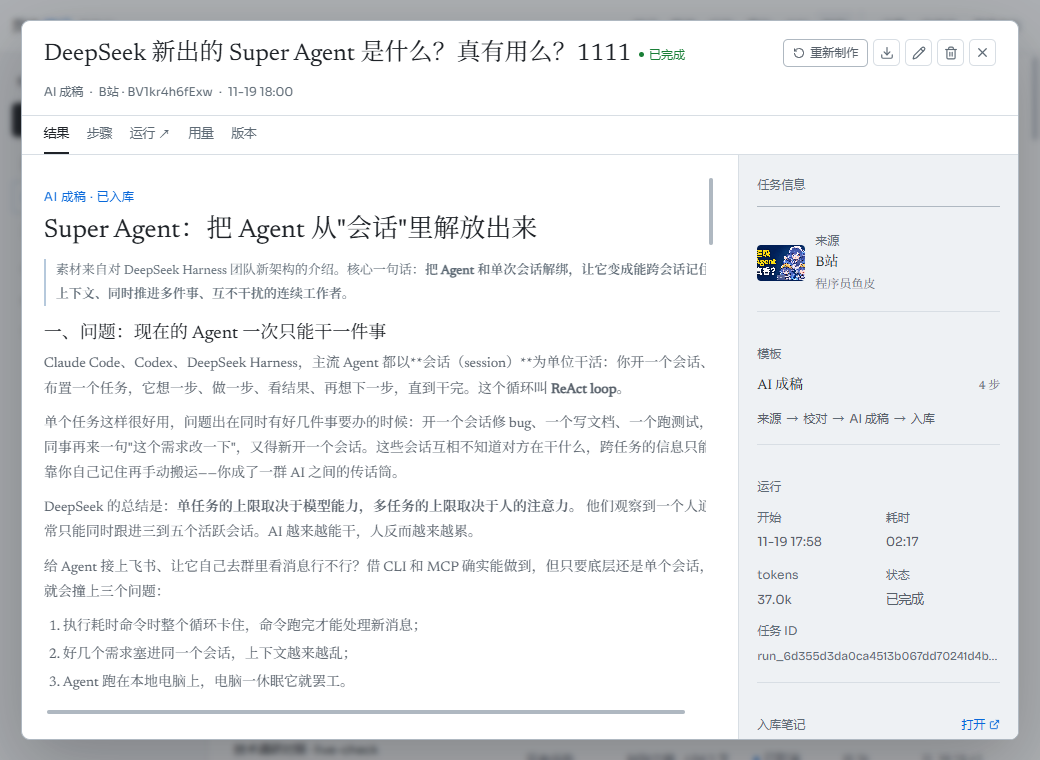 DeepSeek 新出的 Super Agent 是什么？真有用么？1111 • 已完成
重新制作
AI 成稿 · B站 · BV1kr4h6fExw · 11-19 18:00
结果 步骤 运行 ↗ 用量 版本
AI 成稿 · 已入库
Super Agent：把 Agent 从"会话"里解放出来
素材来自对 DeepSeek Harness 团队新架构的介绍。核心一句话：把 Agent 和单次会话解绑，让它变成能跨会话记
上下文、同时推进多件事、互不干扰的连续工作者。
一、问题：现在的 Agent 一次只能干一件事
Claude Code、Codex、DeepSeek Harness，主流 Agent 都以**会话（session）**为单位干活：你开一个会话、
布置一个任务，它想一步、做一步、看结果、再想下一步，直到干完。这个循环叫 ReAct loop。
单个任务这样很好用，问题出在同时有好几件事要办的时候：开一个会话修 bug、一个写文档、一个跑测试，
同事再来一句"这个需求改一下"，又得新开一个会话。这些会话互相不知道对方在干什么，跨任务的信息只能
靠你自己记住再手动搬运——你成了一群 AI 之间的传话筒。
DeepSeek 的总结是：单任务的上限取决于模型能力，多任务的上限取决于人的注意力。 他们观察到一个人通
常只能同时跟进三到五个活跃会话。AI 越来越能干，人反而越来越累。
给 Agent 接上飞书、让它自己去群里看消息行不行？借 CLI 和 MCP 确实能做到，但只要底层还是单个会话，
就会撞上三个问题：
1. 执行耗时命令时整个循环卡住，命令跑完才能处理新消息；
2. 好几个需求塞进同一个会话，上下文越来越乱；
3. Agent 跑在本地电脑上，电脑一休眠它就罢工。
任务信息
来源
B站
程序员鱼皮
模板
AI 成稿 4 步
来源 → 校对 → AI 成稿 → 入库
运行
开始 耗时
11-19 17:58 02:17
tokens 状态
37.0k 已完成
任务 ID
run_6d355d3da0ca4513b067dd70241d4b...
入库笔记 打开